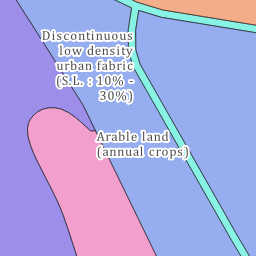 Discontinuous
low density
urban fabric
(S.L. : 10% -
30%)
Arable land
(annual crops)